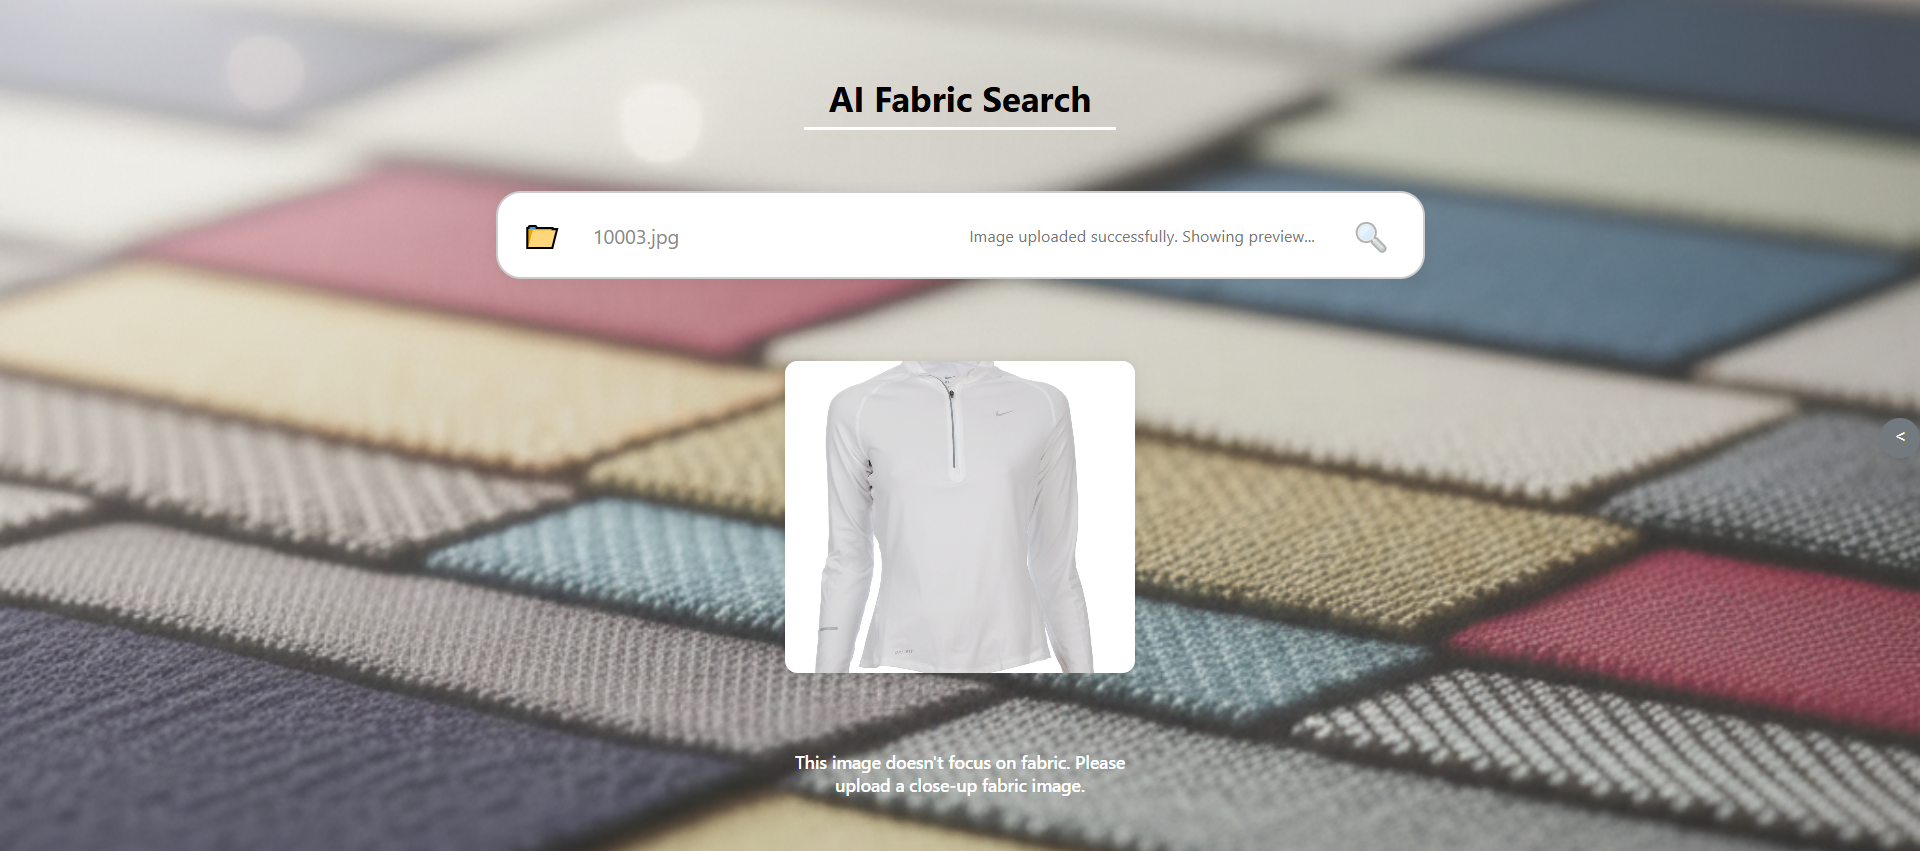 AI Fabric Search
10003.jpg
Image uploaded successfully. Showing preview...
<
This image doesn't focus on fabric. Please
upload a close-up fabric image.